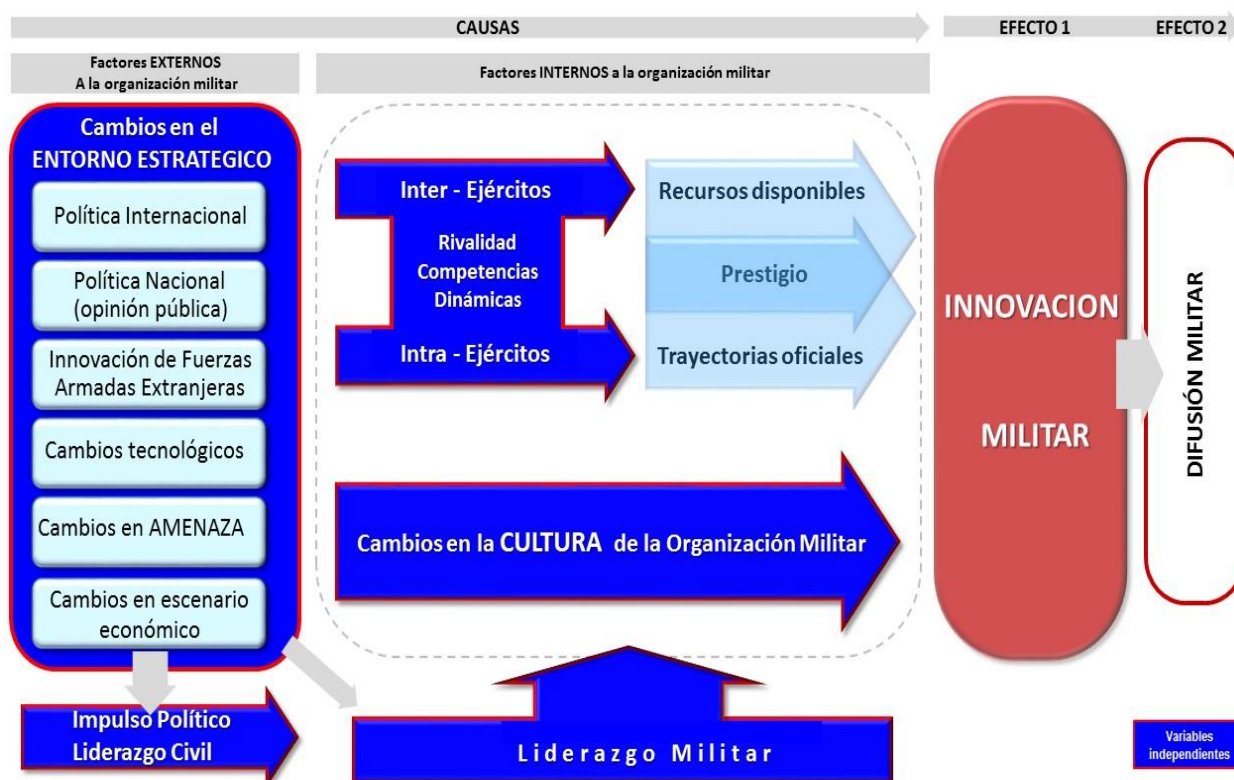 CAUSAS
EFECTO 1
EFECTO 2
Factores EXTERNOS
A la organización militar
Factores INTERNOS a la organización militar
Cambios en el
ENTORNO ESTRATEGICO
Política Internacional
Política Nacional
(opinión pública)
Innovación de Fuerzas
Armadas Extranjeras
Cambios tecnológicos
Cambios en AMENAZA
Cambios en escenario
económico
Impulso Político
Liderazgo Civil
Inter - Ejércitos
Rivalidad
Competencias
Dinámicas
Intra - Ejércitos
Recursos disponibles
Prestigio
Trayectorias oficiales
Cambios en la CULTURA de la Organización Militar
Liderazgo Militar
INNOVACION
MILITAR
DIFUSIÓN MILITAR
Variables
independientes